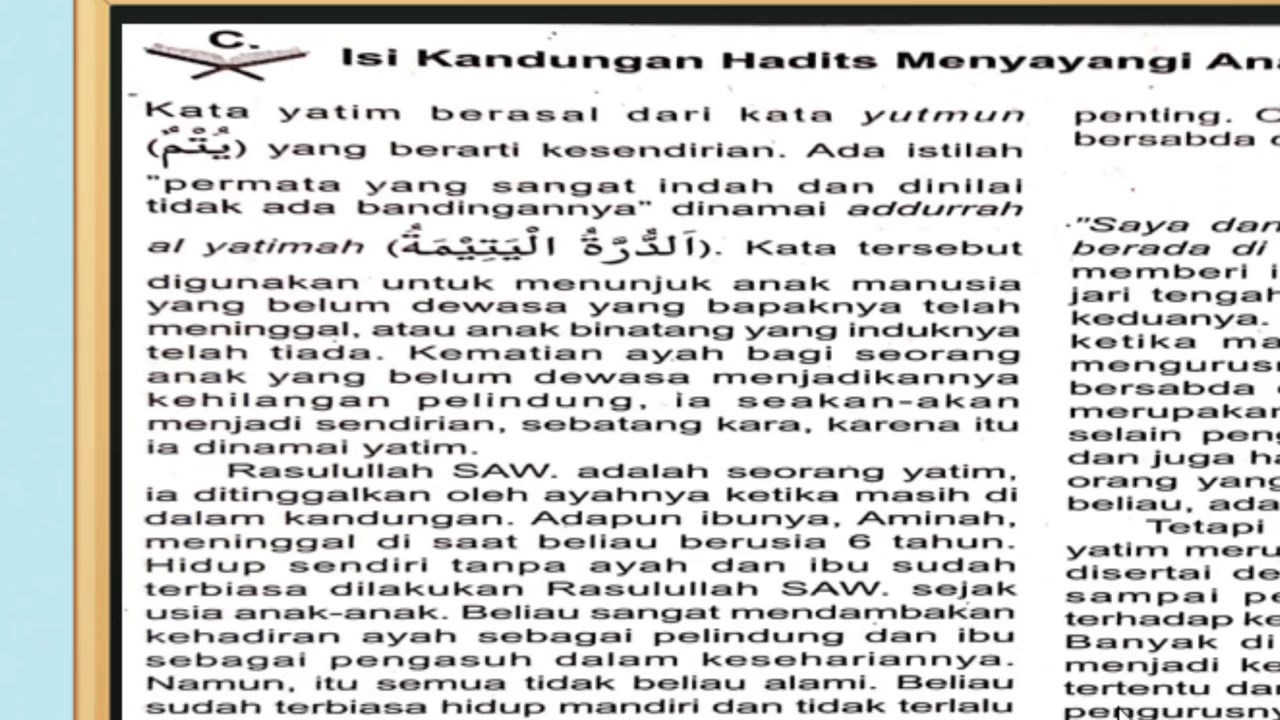 C.
Isi Kandungan Hadits Menyayangi
Kata yatim berasal dari kata yutmun
(يُتْمٌ) yang berarti kesendirian. Ada istilah
"permata yang sangat indah dan dinilai
tidak ada bandingannya" dinamai addurrah
al yatimah (اَلدُّرَّةُ الْيَتِيْمَةُ). Kata tersebut
digunakan untuk menunjuk anak manusia
yang belum dewasa yang bapaknya telah
meninggal, atau anak binatang yang induknya
telah tiada. Kematian ayah bagi seorang
anak yang belum dewasa menjadikannya
kehilangan pelindung, ia seakan-akan
menjadi sendirian, sebatang kara, karena itu
ia dinamai yatim.
Rasulullah SAW. adalah seorang yatim,
ia ditinggalkan oleh ayahnya ketika masih di
dalam kandungan. Adapun ibunya, Aminah,
meninggal di saat beliau berusia 6 tahun.
Hidup sendiri tanpa ayah dan ibu sudah
terbiasa dilakukan Rasulullah SAW. sejak
usia anak-anak. Beliau sangat mendambakan
kehadiran ayah sebagai pelindung dan ibu
sebagai pengasuh dalam kesehariannya.
Namun, itu semua tidak beliau alami. Beliau
sudah terbiasa hidup mandiri dan tidak terlalu
penting.
bersabda
"Saya dan
berada di
memberi
jari tengah
keduanya.
ketika
bersabda
selain
dan juga
orang yang
beliau,
Tetapi
yatim
disertai
sampai
terhadap
Banyak
menjadi
tertentu